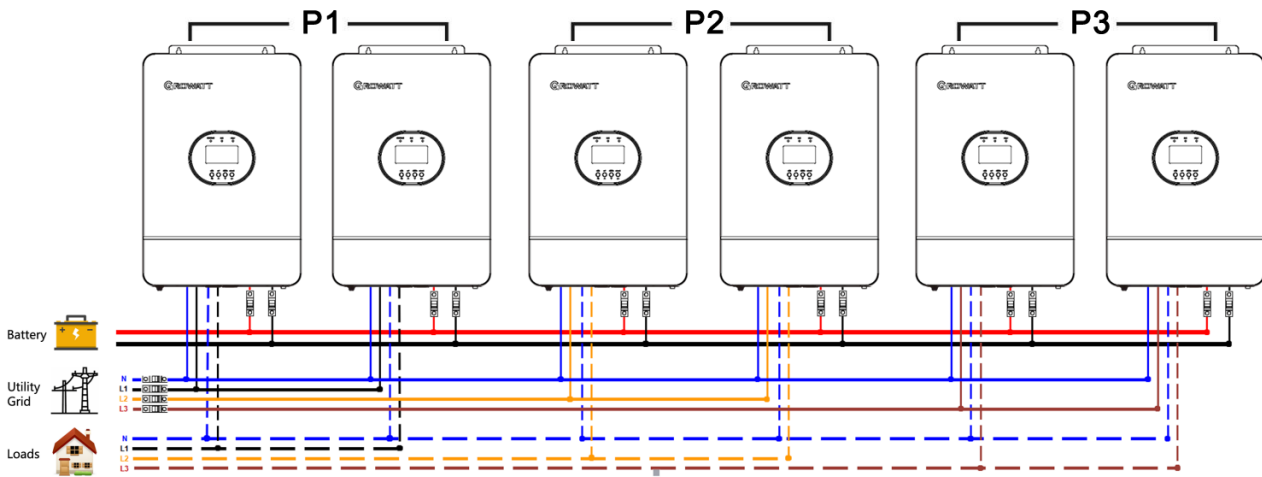 P1 P2 P3
GROWATT GROWATT GROWATT GROWATT GROWATT GROWATT
Battery
+ -
Utility
Grid
N
L1
L2
L3
Loads
N
L1
L2
L3